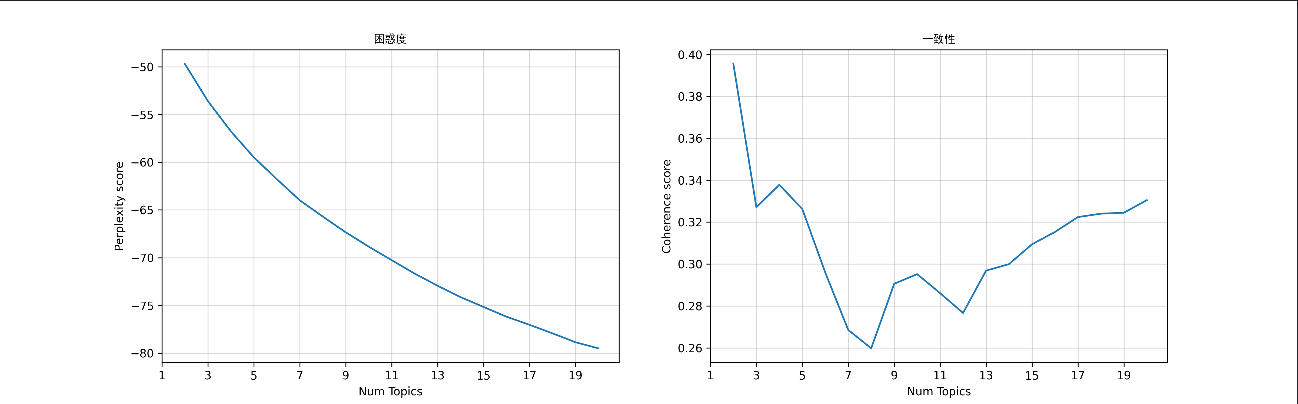 困惑度
−50
−55
−60
−65
−70
−75
−80
Perplexity score
1 3 5 7 9 11 13 15 17 19
Num Topics
一致性
0.40
0.38
0.36
0.34
0.32
0.30
0.28
0.26
Coherence score
1 3 5 7 9 11 13 15 17 19
Num Topics